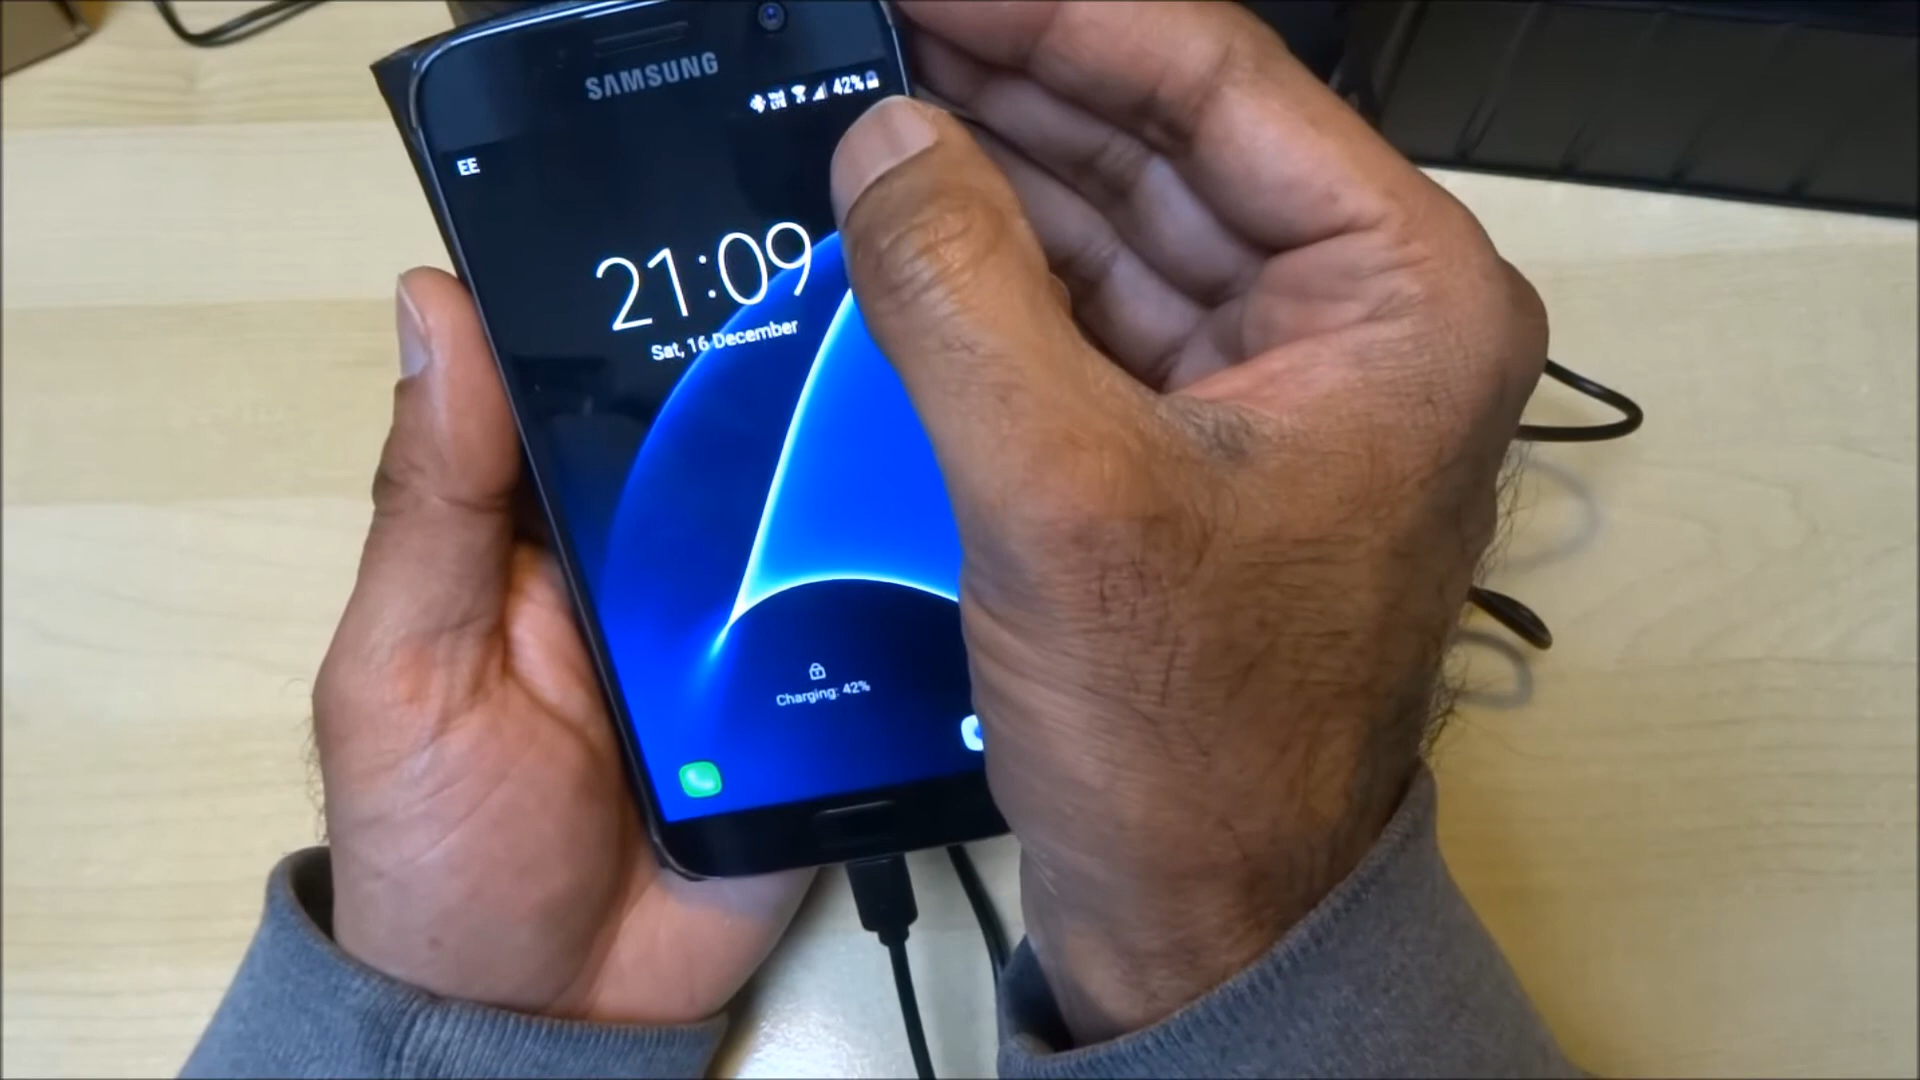 SAMSUNG
42%
EE
21:09
Sat, 16 December
Charging: 42%